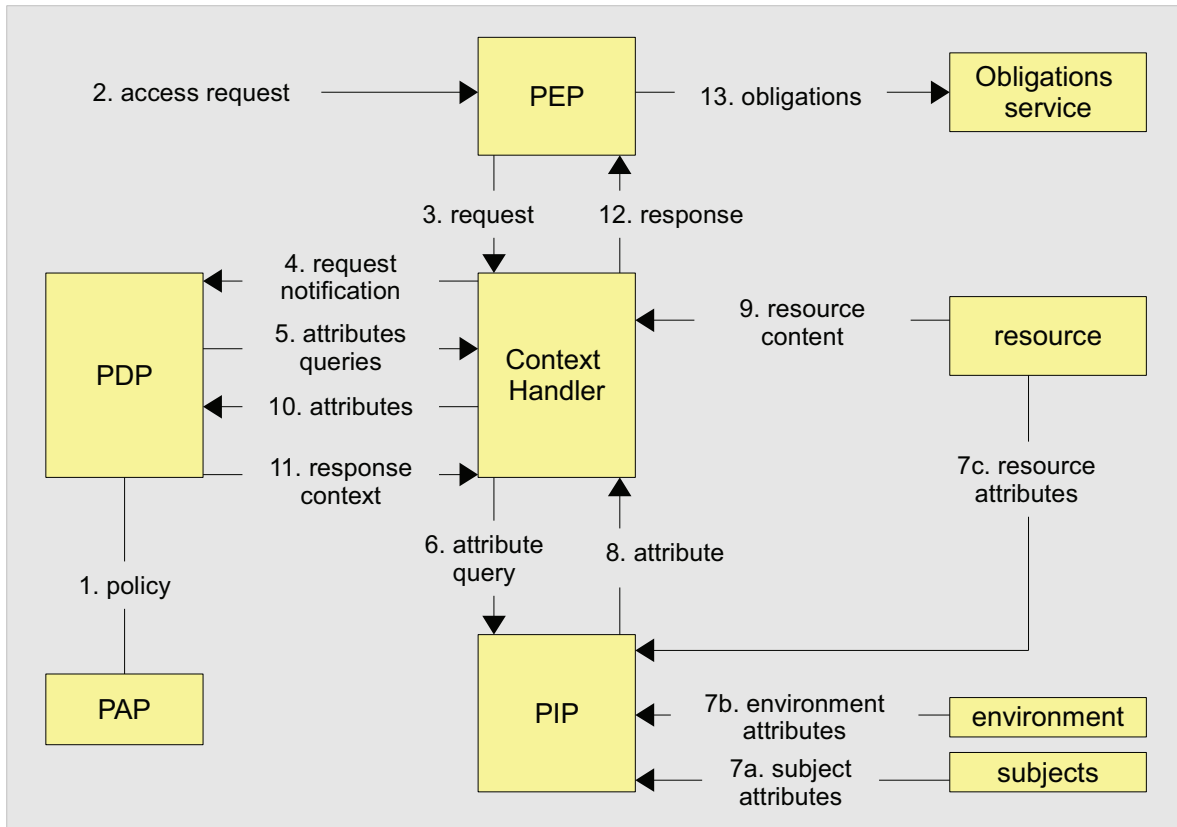 2. access request
PEP
13. obligations
Obligations
service
3. request
12. response
4. request
notification
5. attributes
queries
PDP
10. attributes
11. response
context
Context
Handler
9. resource
content
resource
7c. resource
attributes
6. attribute
query
8. attribute
1. policy
PAP
PIP
7b. environment
attributes
environment
7a. subject
attributes
subjects